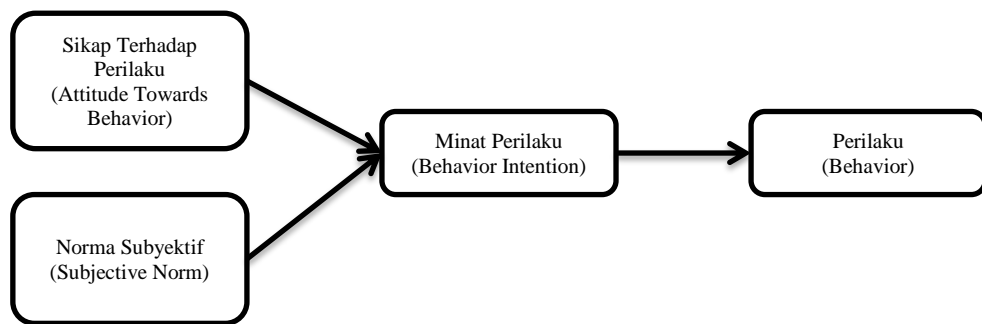 Sikap Terhadap
Perilaku
(Attitude Towards
Behavior)
Norma Subyektif
(Subjective Norm)
Minat Perilaku
(Behavior Intention)
Perilaku
(Behavior)